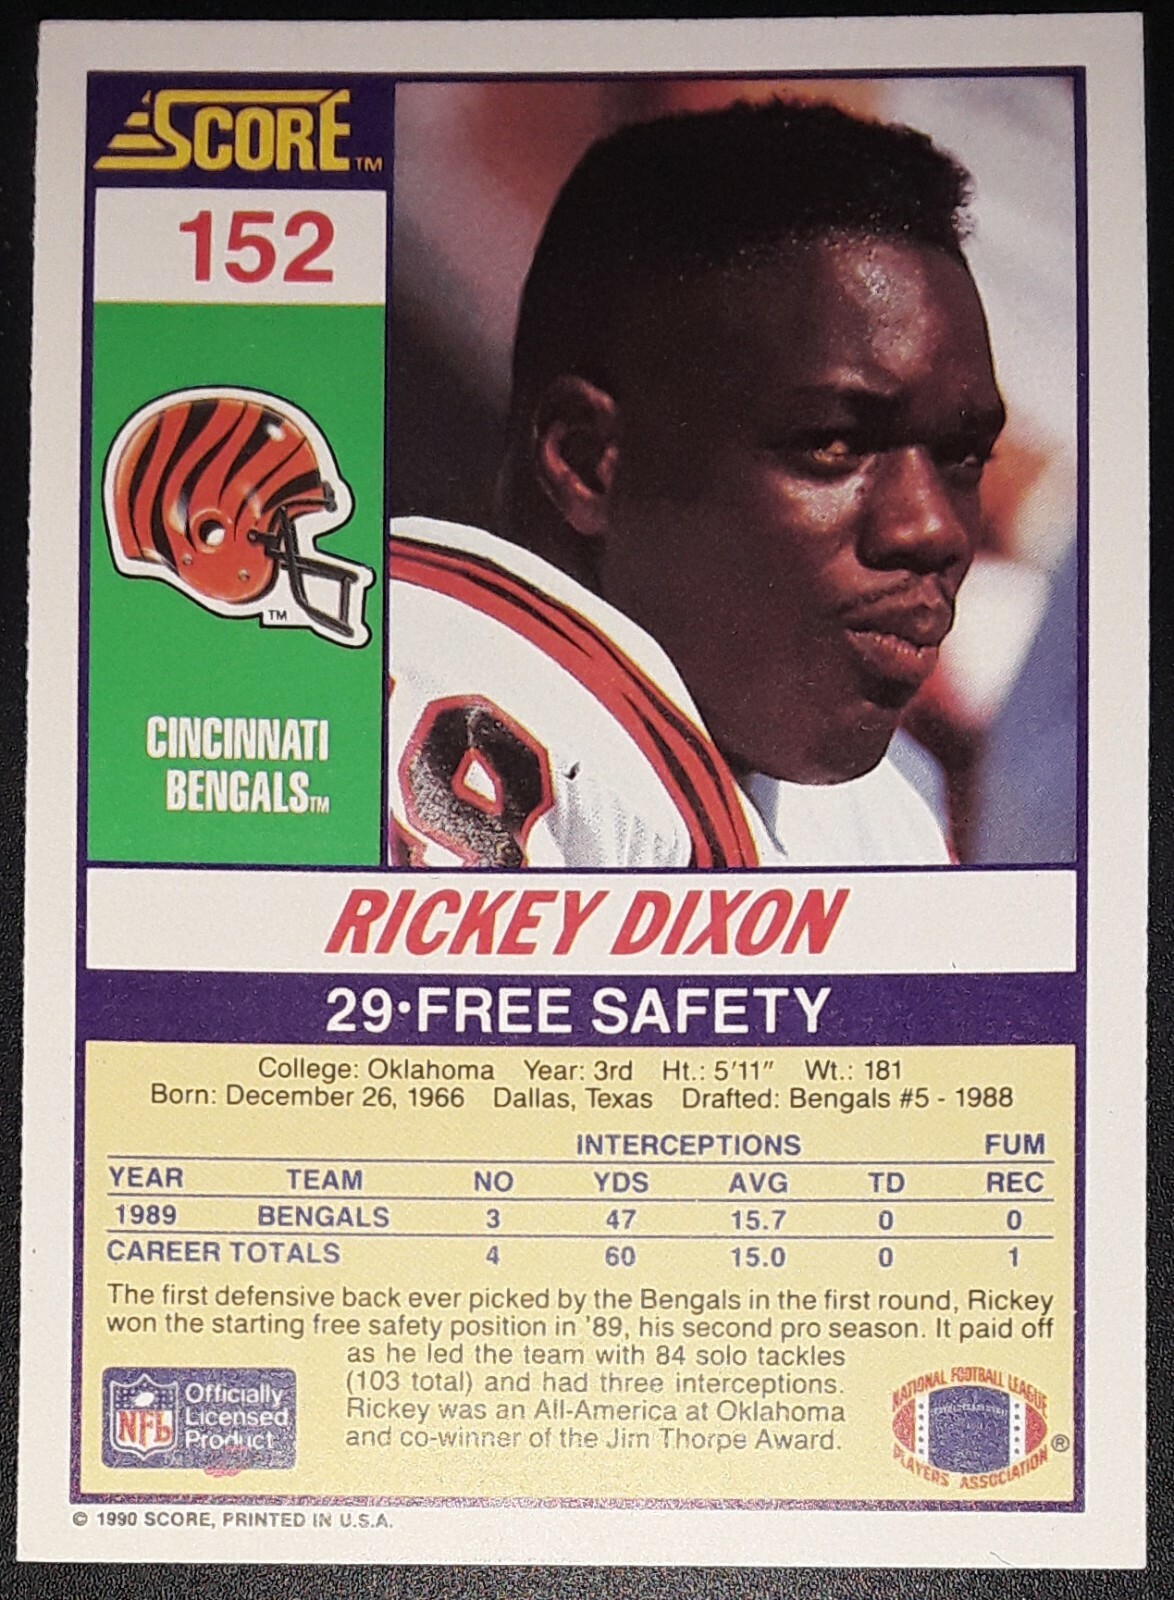 SCORE™
152
TM
CINCINNATI
BENGALS™
9
RICKEY DIXON
29•FREE SAFETY
College: Oklahoma Year: 3rd Ht.: 5'11" Wt.: 181
Born: December 26, 1966 Dallas, Texas Drafted: Bengals #5 - 1988
INTERCEPTIONS FUM
YEAR TEAM NO YDS AVG TD REC
1989 BENGALS 3 47 15.7 0 0
CAREER TOTALS 4 60 15.0 0 1
The first defensive back ever picked by the Bengals in the first round, Rickey
won the starting free safety position in '89, his second pro season. It paid off
as he led the team with 84 solo tackles
(103 total) and had three interceptions.
Rickey was an All-America at Oklahoma
and co-winner of the Jim Thorpe Award.
NFL
Officially
Licensed
Product
NATIONAL FOOTBALL LEAGUE
PLAYERS ASSOCIATION ®
© 1990 SCORE, PRINTED IN U.S.A.